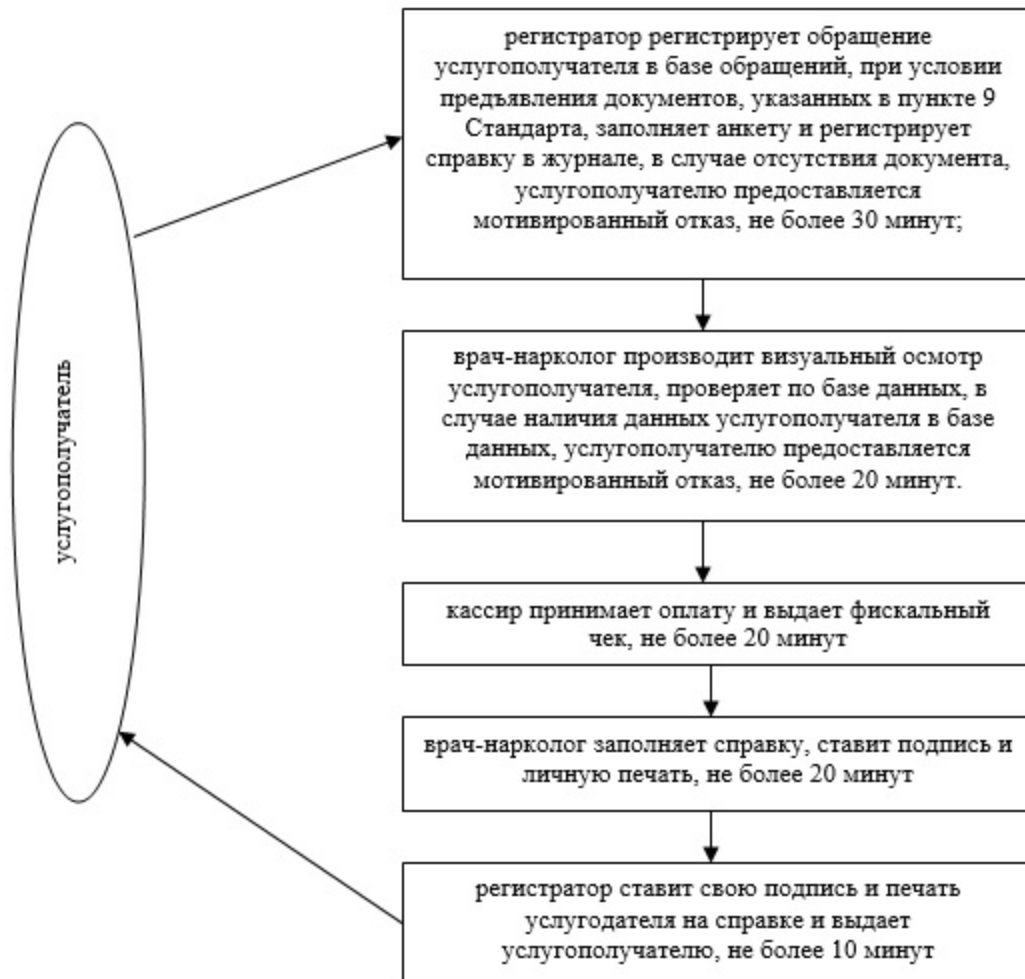 услугополучатель
регистратор регистрирует обращение
услугополучателя в базе обращений, при условии
предъявления документов, указанных в пункте 9
Стандарта, заполняет анкету и регистрирует
справку в журнале, в случае отсутствия документа,
услугополучателю предоставляется
мотивированный отказ, не более 30 минут;
врач-нарколог производит визуальный осмотр
услугополучателя, проверяет по базе данных, в
случае наличия данных услугополучателя в базе
данных, услугополучателю предоставляется
мотивированный отказ, не более 20 минут.
кассир принимает оплату и выдает фискальный
чек, не более 20 минут
врач-нарколог заполняет справку, ставит подпись и
личную печать, не более 20 минут
регистратор ставит свою подпись и печать
услугодателя на справке и выдает
услугополучателю, не более 10 минут